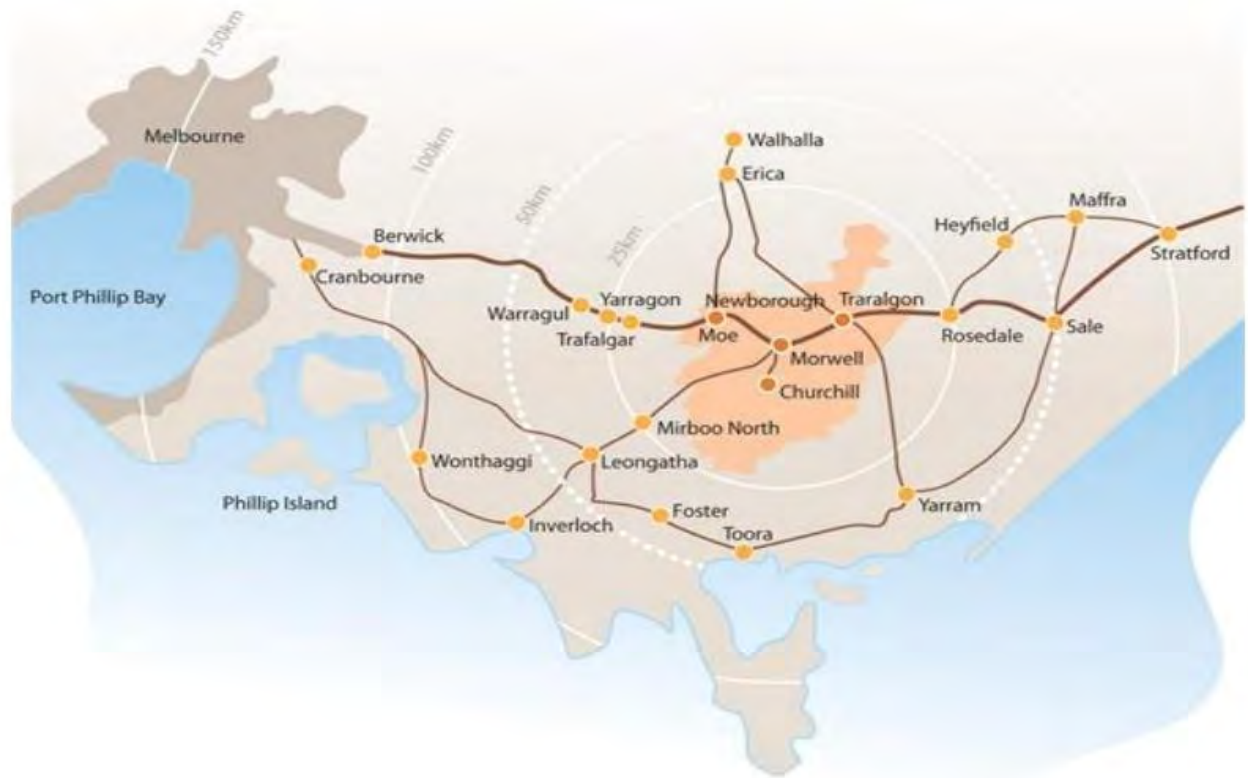 150km
Melbourne
100km
Walhalla
Erica
50km
Maffra
Heyfield
Berwick
25km
Stratford
Cranbourne
Port Phillip Bay
Yarragon
Newborough
Traralgon
Warragul
Trafalgar
Moe
Rosedale
Sale
Morwell
Churchill
Mirboo North
Wonthaggi
Leongatha
Phillip Island
Foster
Yarram
Inverloch
Toora